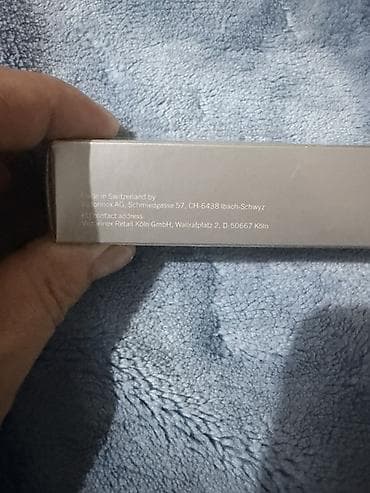 Made in Switzerland by
Victorinox AG, Schmiedgasse 57, CH-6438 Ibach-Schwyz
EU contact address
Victorinox Retail Köln GmbH, Wallrafplatz 2, D-50667 Köln